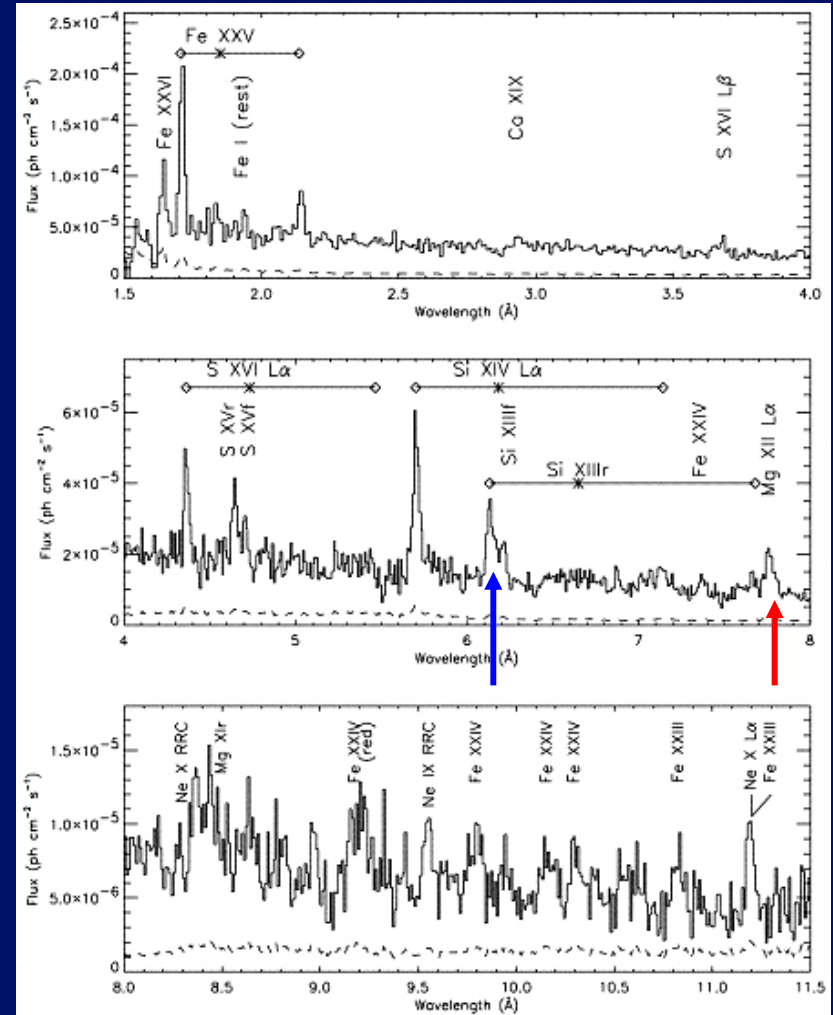 Fe XXV
Fe XXVI
Fe I (rest)
Ca XIX
S XVI Lβ
2.5×10⁻⁴
2.0×10⁻⁴
1.5×10⁻⁴
1.0×10⁻⁴
5.0×10⁻⁵
0
Flux (ph cm⁻² s⁻¹)
1.5 2.0 2.5 3.0 3.5 4.0
Wavelength (Å)
S XVI Lα
Si XIV Lα
S XVr
S XVf
Si XIIIf
Si XIIIr
Fe XXIV
Mg XII Lα
6×10⁻⁵
4×10⁻⁵
2×10⁻⁵
0
Flux (ph cm⁻² s⁻¹)
4 5 6 7 8
Wavelength (Å)
Ne X RRC
Mg XIr
Fe XXIV
(red)
Ne IX RRC
Fe XXIV
Fe XXIV
Fe XXIV
Fe XXIII
Ne X Lα
Fe XXIII
1.5×10⁻⁵
1.0×10⁻⁵
5.0×10⁻⁶
0
Flux (ph cm⁻² s⁻¹)
8.0 8.5 9.0 9.5 10.0 10.5 11.0 11.5
Wavelength (Å)